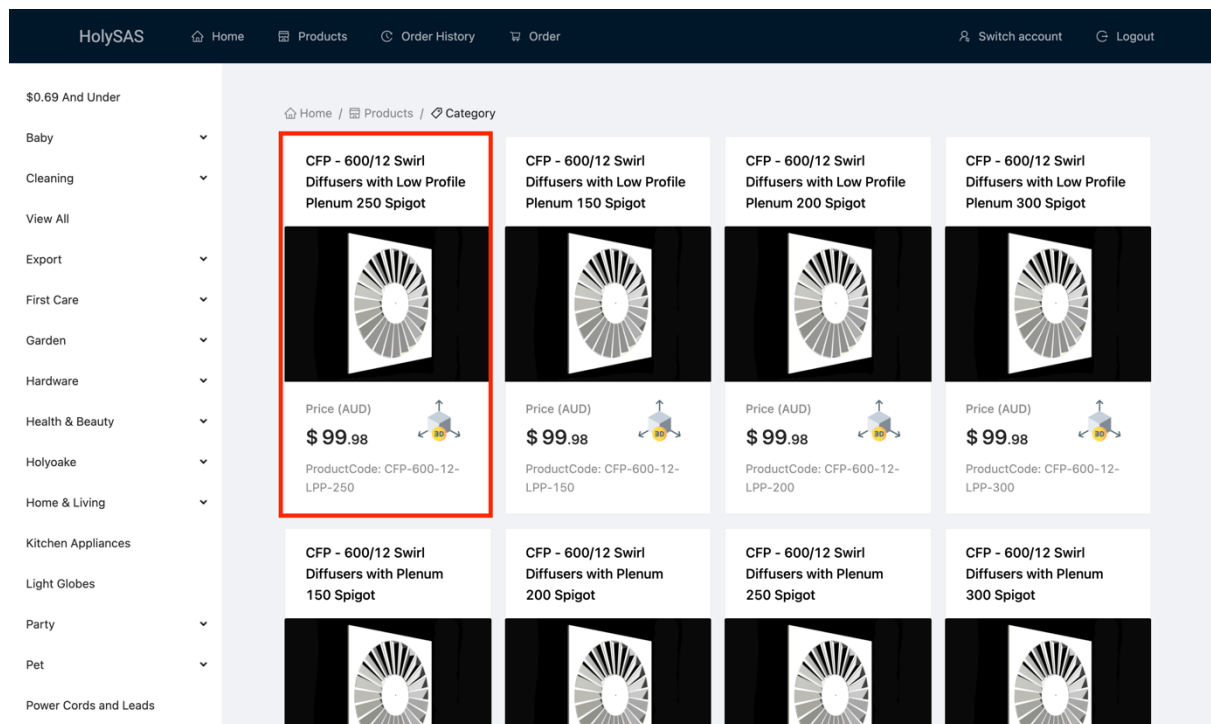 HolySAS
Home
Products
Order History
Order
Switch account
Logout
$0.69 And Under
Baby
Cleaning
View All
Export
First Care
Garden
Hardware
Health & Beauty
Holyoake
Home & Living
Kitchen Appliances
Light Globes
Party
Pet
Power Cords and Leads
Home / Products / Category
CFP - 600/12 Swirl
Diffusers with Low Profile
Plenum 250 Spigot
Price (AUD)
$ 99.98
3D
ProductCode: CFP-600-12-
LPP-250
CFP - 600/12 Swirl
Diffusers with Low Profile
Plenum 150 Spigot
Price (AUD)
$ 99.98
3D
ProductCode: CFP-600-12-
LPP-150
CFP - 600/12 Swirl
Diffusers with Low Profile
Plenum 200 Spigot
Price (AUD)
$ 99.98
3D
ProductCode: CFP-600-12-
LPP-200
CFP - 600/12 Swirl
Diffusers with Low Profile
Plenum 300 Spigot
Price (AUD)
$ 99.98
3D
ProductCode: CFP-600-12-
LPP-300
CFP - 600/12 Swirl
Diffusers with Plenum
150 Spigot
CFP - 600/12 Swirl
Diffusers with Plenum
200 Spigot
CFP - 600/12 Swirl
Diffusers with Plenum
250 Spigot
CFP - 600/12 Swirl
Diffusers with Plenum
300 Spigot